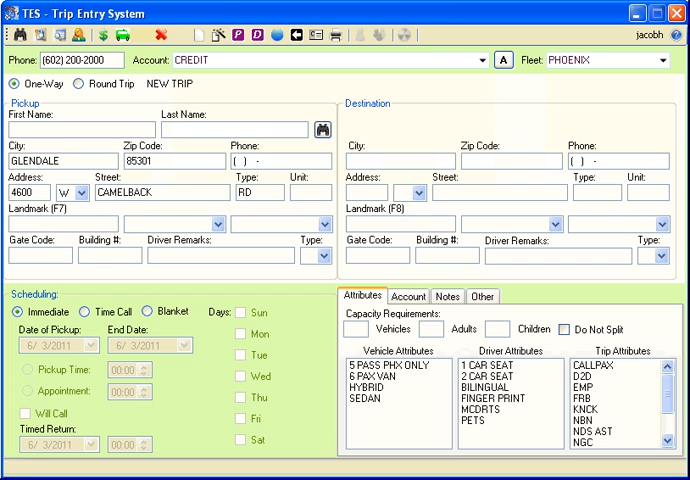 TES - Trip Entry System
$ P D jacobh
Phone: (602) 200-2000 Account: CREDIT A Fleet: PHOENIX
One-Way Round Trip NEW TRIP
Pickup Destination
First Name: Last Name:
City: Zip Code: Phone: City: Zip Code: Phone:
GLENDALE 85301 ( ) - ( ) -
Address: Street: Type: Unit: Address: Street: Type: Unit:
4600 W CAMELBACK RD
Landmark (F7) Landmark (F8)
Gate Code: Building #: Driver Remarks: Type: Gate Code: Building #: Driver Remarks: Type:
Scheduling: Attributes Account Notes Other
Immediate Time Call Blanket Days: Sun
Capacity Requirements:
Date of Pickup: End Date: Mon Vehicles Adults Children Do Not Split
6/ 3/2011 6/ 3/2011 Tue Vehicle Attributes Driver Attributes Trip Attributes
Pickup Time: 00:00 Wed
Appointment: 00:00 Thu
Will Call Fri
Timed Return: Sat
6/ 3/2011 00:00
5 PASS PHX ONLY 1 CAR SEAT CALLPAX
6 PAX VAN 2 CAR SEAT D2D
HYBRID BILINGUAL EMP
SEDAN FINGER PRINT FRB
MCDRTS KNCK
PETS NBN
NDS AST
NGC